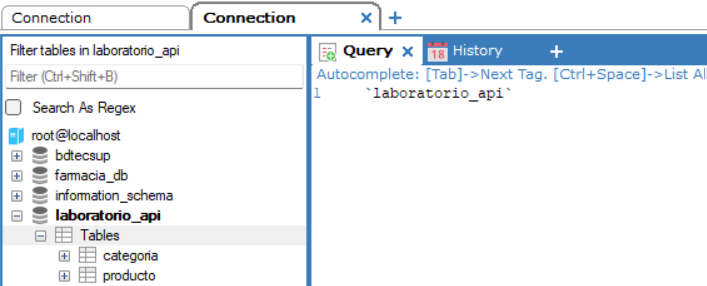 Connection
Connection
Filter tables in laboratorio_api
Filter (Ctrl+Shift+B)
Search As Regex
root@localhost
bdtecsup
farmacia_db
information_schema
laboratorio_api
Tables
categoria
producto
Query
18
History
Autocomplete: [Tab]->Next Tag. [Ctrl+Space]->List Al
1 `laboratorio_api`